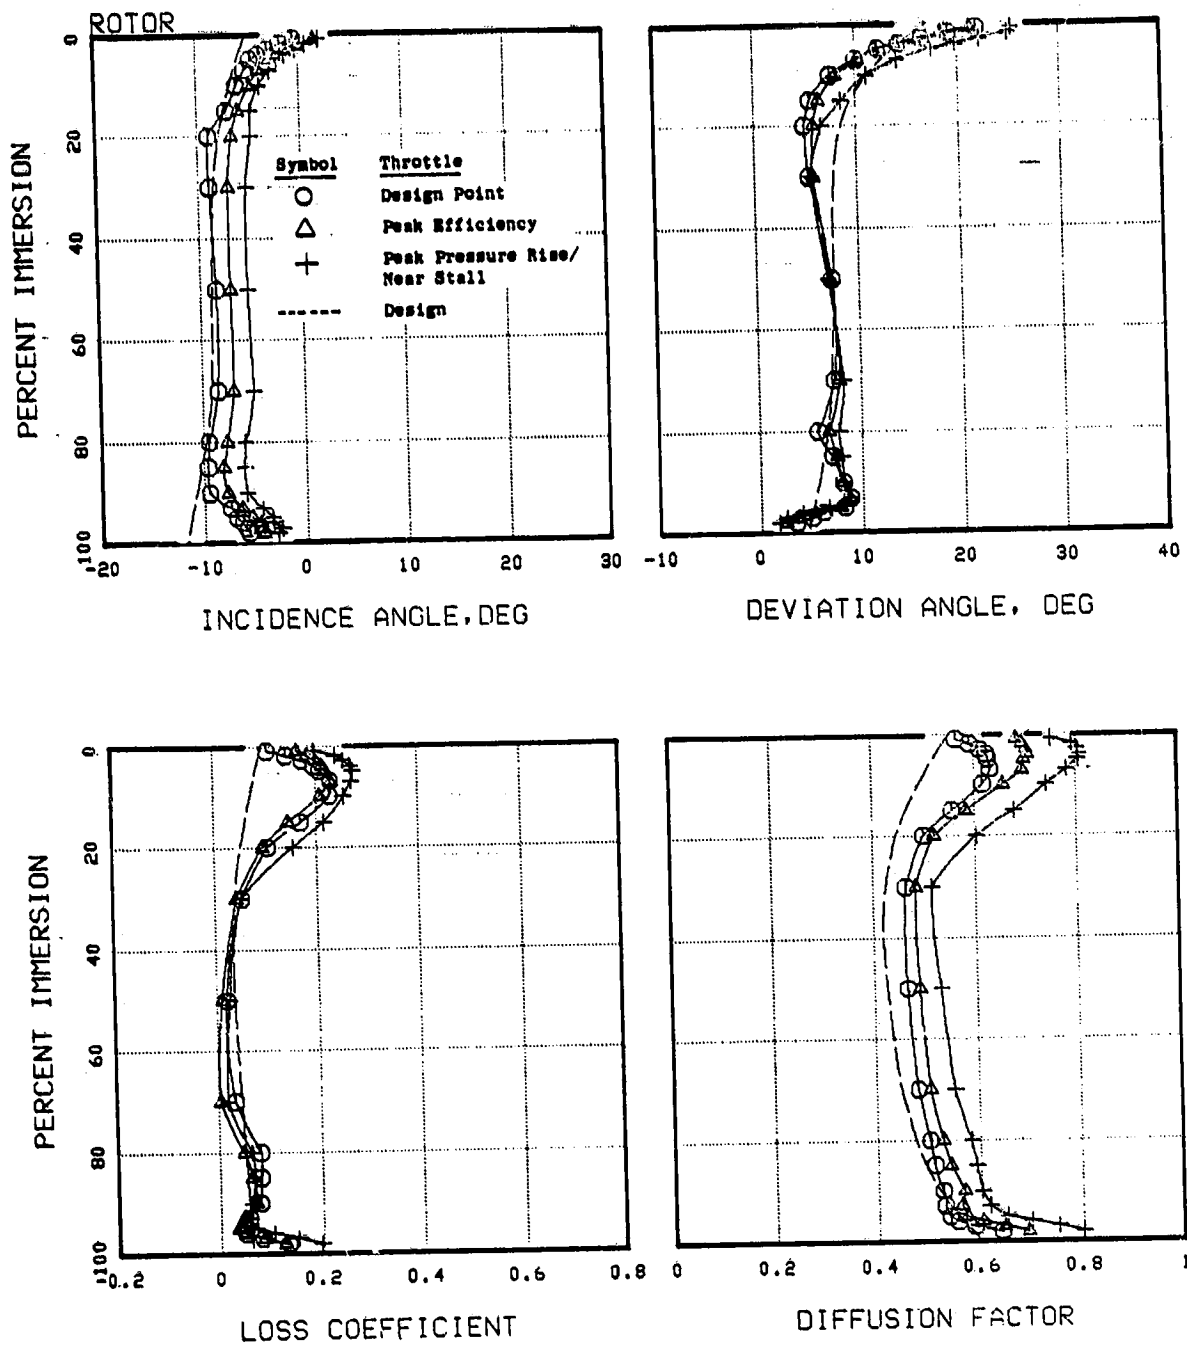 ROTOR
0
20
40
60
80
100
PERCENT IMMERSION
Symbol Throttle
Design Point
Peak Efficiency
Peak Pressure Rise/
Near Stall
Design
-20 -10 0 10 20 30
INCIDENCE ANGLE, DEG
-10 0 10 20 30 40
DEVIATION ANGLE, DEG
0
20
40
60
80
100
PERCENT IMMERSION
-0.2 0 0.2 0.4 0.6 0.8
LOSS COEFFICIENT
0 0.2 0.4 0.6 0.8 1
DIFFUSION FACTOR